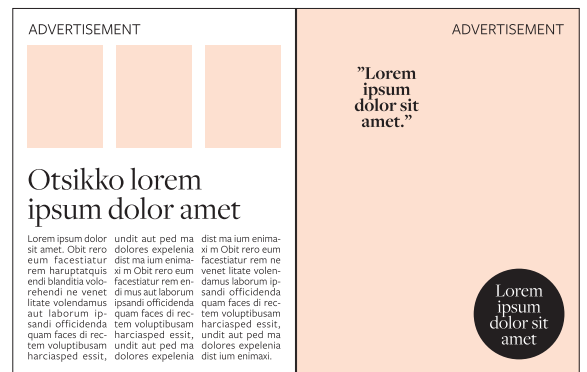 ADVERTISEMENT
Otsikko lorem
ipsum dolor amet
Lorem ipsum dolor
sit amet. Obit rero
eum facestiatur
rem haruptatquis
endi blanditia volo-
rehendi ne venet
litate volendamus
aut laborum ip-
sandi officidenda
quam faces di rec-
tem voluptibusam
harciasped essit,
undit aut ped ma
dolores expelenia
dist ma ium enima-
xi m Obit rero eum
facestiatur rem en-
di mus aut laborum
ipsandi officidenda
quam faces di rec-
tem voluptibusam
harciasped essit,
undit aut ped ma
dolores expelenia
dist ma ium enima-
xi m Obit rero eum
facestiatur rem ne
venet litate volen-
damus laborum ip-
sandi officidenda
quam faces di rec-
tem voluptibusam
harciasped essit,
undit aut ped ma
dolores expelenia
dist ium enimaxi.
ADVERTISEMENT
”Lorem
ipsum
dolor sit
amet.”
Lorem
ipsum
dolor sit
amet